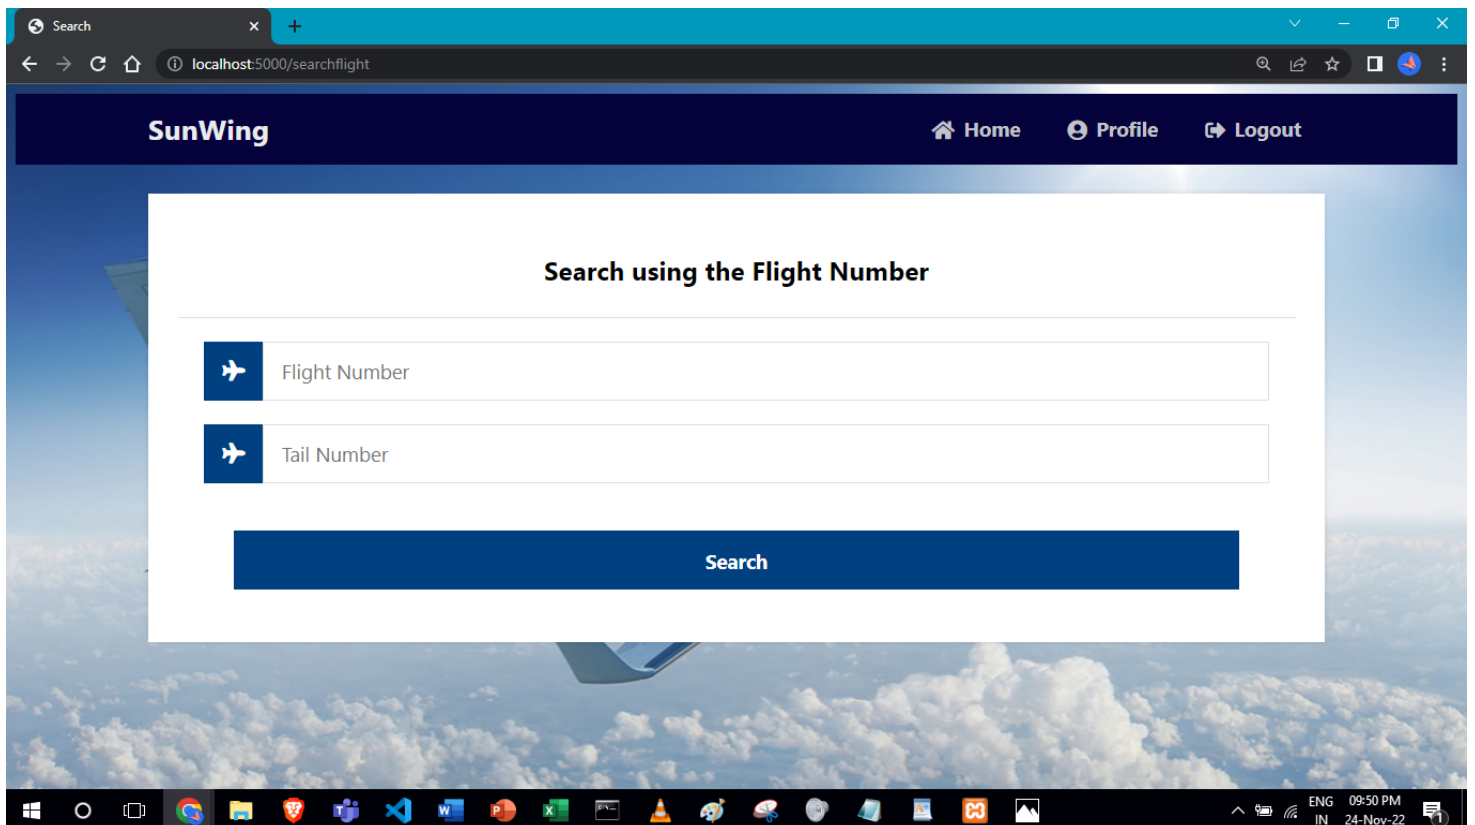 Search
localhost:5000/searchflight
SunWing Home Profile Logout
Search using the Flight Number
Flight Number
Tail Number
Search
ENG 09:50 PM
IN 24-Nov-22